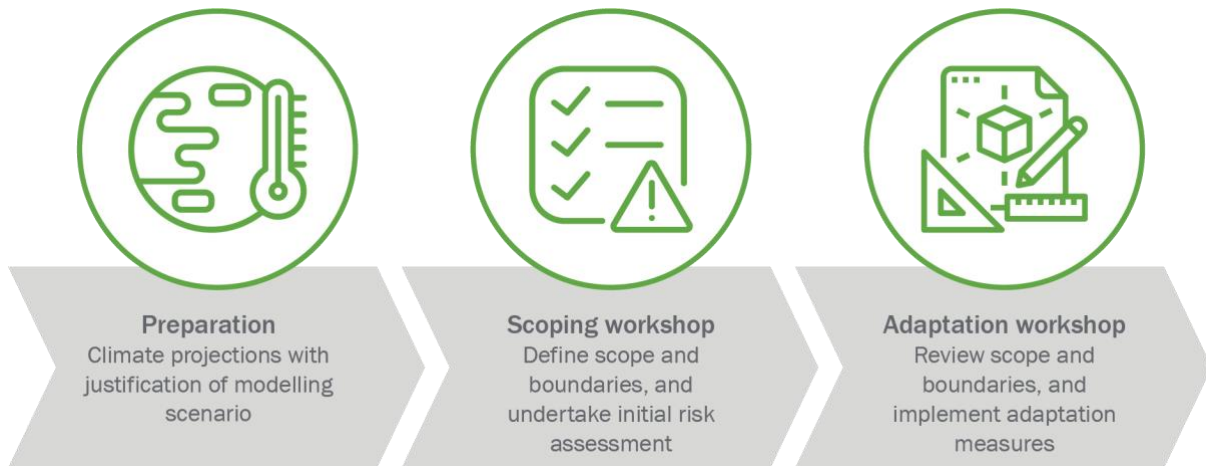 Preparation
Climate projections with
justification of modelling
scenario
Scoping workshop
Define scope and
boundaries, and
undertake initial risk
assessment
Adaptation workshop
Review scope and
boundaries, and
implement adaptation
measures